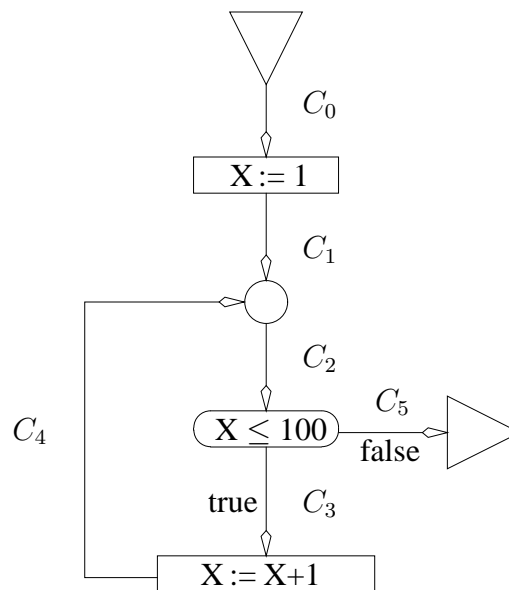 C₀
X := 1
C₁
C₂
C₅
C₄
X ≤ 100
false
true
C₃
X := X+1